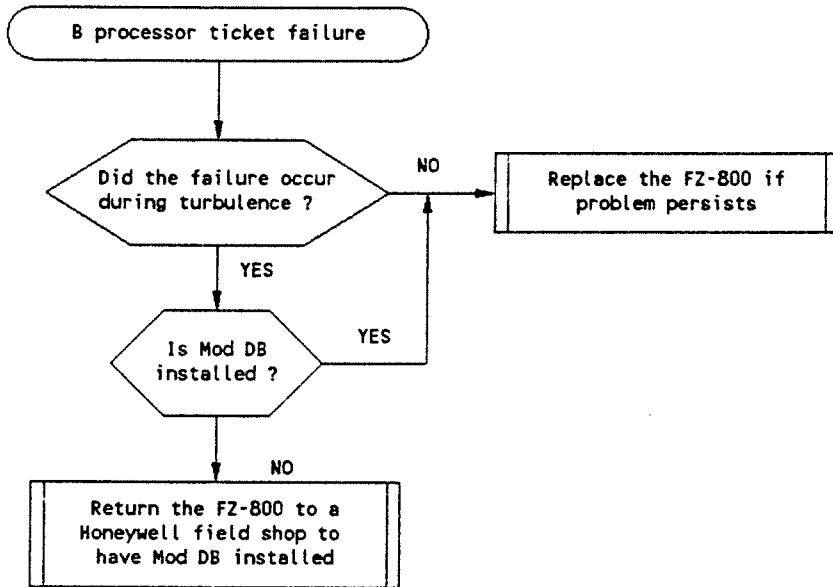 B processor ticket failure
Did the failure occur
during turbulence ?
NO
Replace the FZ-800 if
problem persists
YES
Is Mod DB
installed ?
YES
NO
Return the FZ-800 to a
Honeywell field shop to
have Mod DB installed